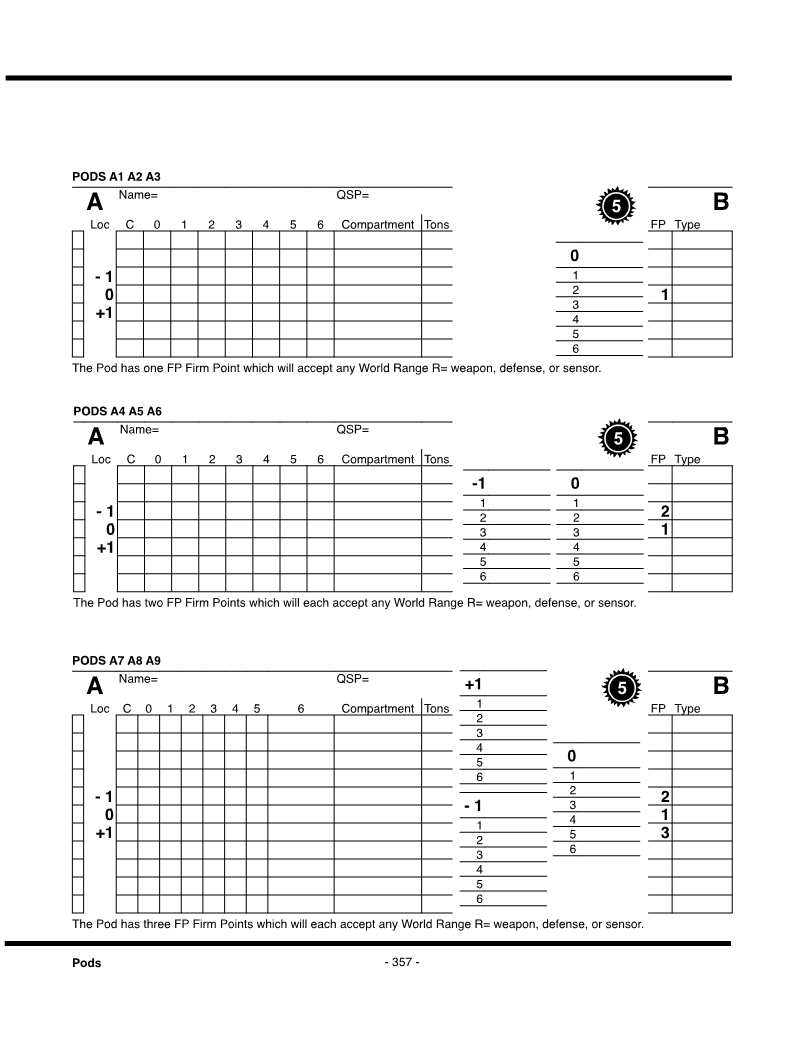 PODS A1 A2 A3
A Name= QSP= 5 B
Loc C 0 1 2 3 4 5 6 Compartment Tons FP Type
0
- 1 1
0 2 1
+1 3
4
5
6
The Pod has one FP Firm Point which will accept any World Range R= weapon, defense, or sensor.
PODS A4 A5 A6
A Name= QSP= 5 B
Loc C 0 1 2 3 4 5 6 Compartment Tons FP Type
-1 0
- 1 1 1 2
0 2 2 1
3 3
+1 4 4
5 5
6 6
The Pod has two FP Firm Points which will each accept any World Range R= weapon, defense, or sensor.
PODS A7 A8 A9
A Name= QSP= +1 5 B
Loc C 0 1 2 3 4 5 6 Compartment Tons 1 FP Type
2
3
4
5 0
6 1
- 1 2 2
0 - 1 3 1
4
+1 1 5 3
2 6
3
4
5
6
The Pod has three FP Firm Points which will each accept any World Range R= weapon, defense, or sensor.
Pods - 357 -